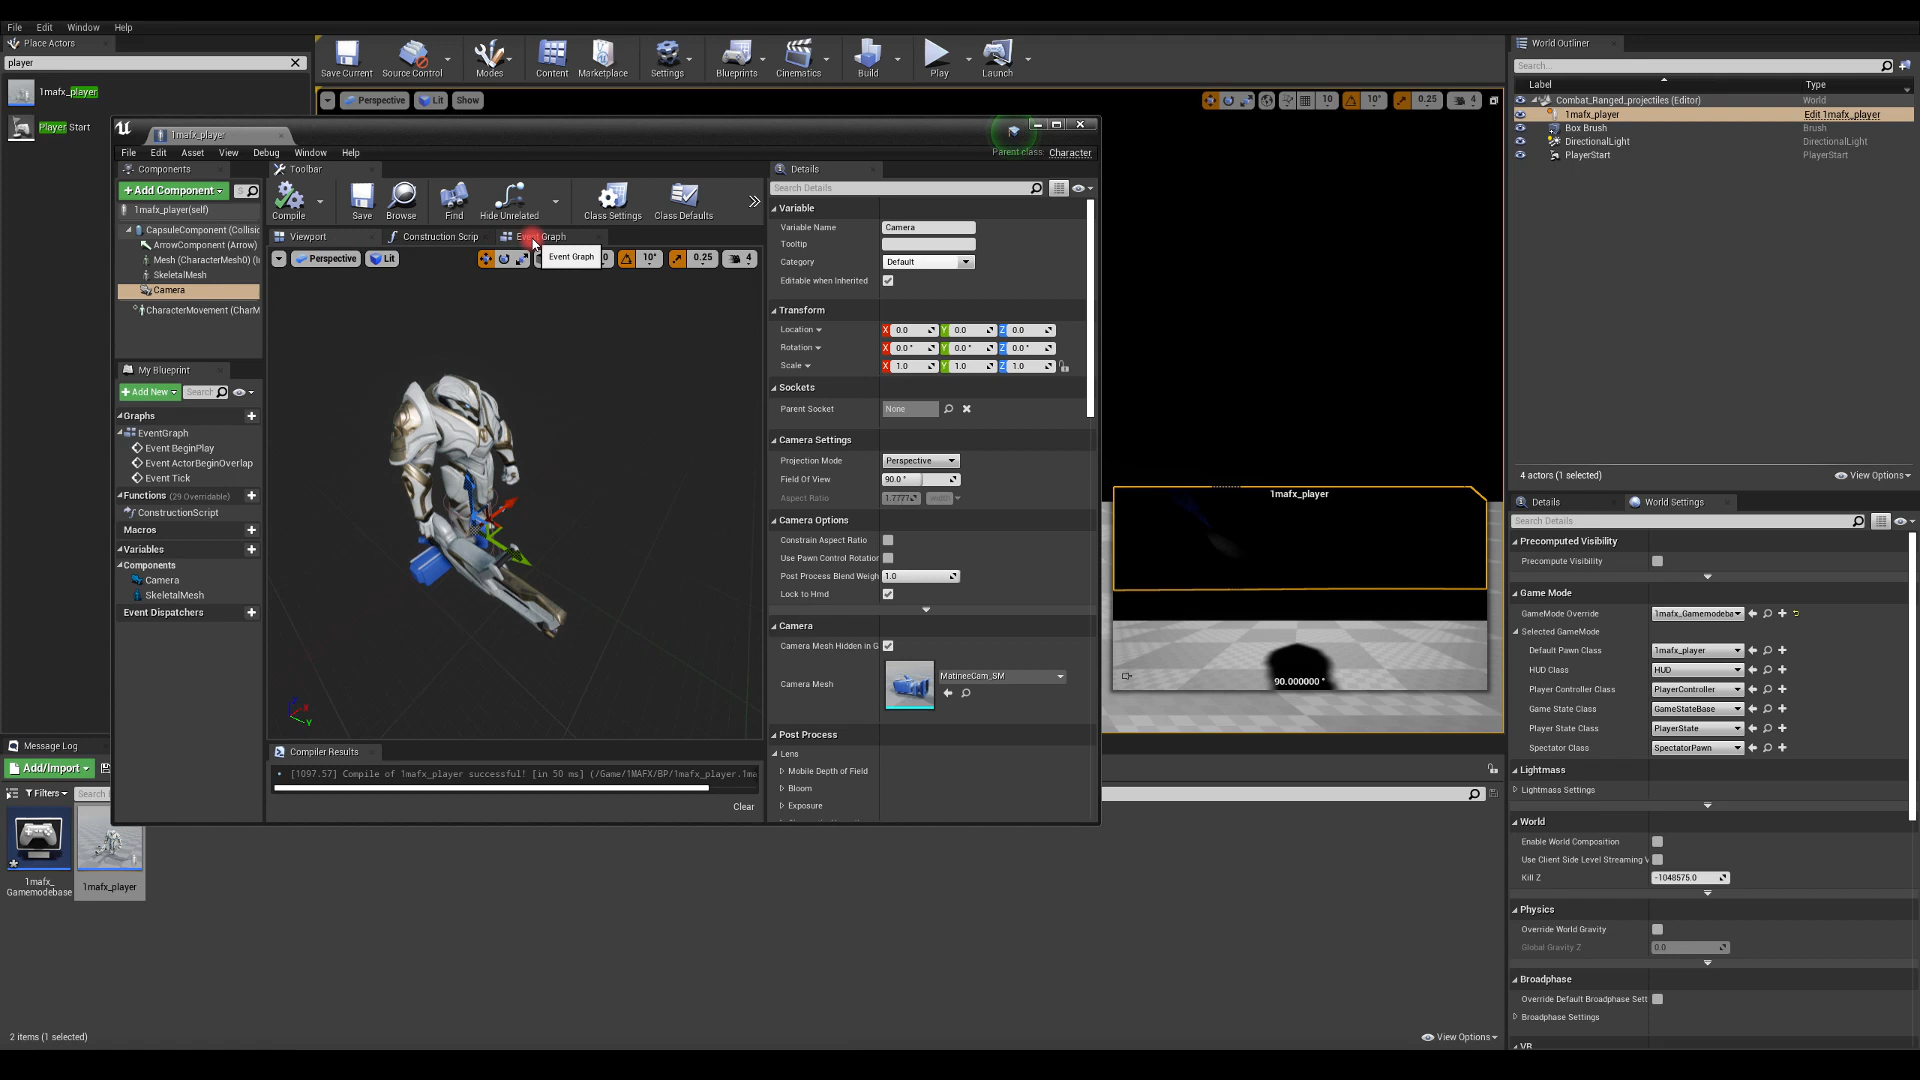 File Edit Window Help
Place Actors
player
1mafx_player
Player Start
Save Current
Source Control
Modes
Content
Marketplace
Settings
Blueprints
Cinematics
Build
Play
Launch
Perspective Lit Show
10 10° 0.25 4
World Outliner
Search...
Label Type
Combat_Ranged_projectiles (Editor) World
1mafx_player Edit 1mafx_player
Box Brush Brush
DirectionalLight DirectionalLight
PlayerStart PlayerStart
4 actors (1 selected) View Options
1mafx_player
File Edit Asset View Debug Window Help
Parent class: Character
Components
+Add Component
1mafx_player(self)
CapsuleComponent (Collisio
ArrowComponent (Arrow)
Mesh (CharacterMesh0) (I
SkeletalMesh
Camera
CharacterMovement (CharM
Toolbar
Compile
Save
Browse
Find
Hide Unrelated
Class Settings
Class Defaults
Viewport
Construction Scrip
Event Graph
Event Graph
Perspective Lit
0 10° 0.25 4
My Blueprint
+Add New Search
Graphs
EventGraph
Event BeginPlay
Event ActorBeginOverlap
Event Tick
Functions (29 Overridable)
ConstructionScript
Macros
Variables
Components
Camera
SkeletalMesh
Event Dispatchers
Compiler Results
[1097.57] Compile of 1mafx_player successful! [in 50 ms] (/Game/1MAFX/BP/1mafx_player.1ma
Clear
Details
Search Details
Variable
Variable Name Camera
Tooltip
Category Default
Editable when Inherited
Transform
Location X 0.0 Y 0.0 Z 0.0
Rotation X 0.0° Y 0.0° Z 0.0°
Scale X 1.0 Y 1.0 Z 1.0
Sockets
Parent Socket None
Camera Settings
Projection Mode Perspective
Field Of View 90.0°
Aspect Ratio 1.7777 width
Camera Options
Constrain Aspect Ratio
Use Pawn Control Rotation
Post Process Blend Weigh 1.0
Lock to Hmd
Camera
Camera Mesh Hidden in G
Camera Mesh MatineeCam_SM
Post Process
Lens
Mobile Depth of Field
Bloom
Exposure
1mafx_player
90.000000 °
Details
World Settings
Search Details
Precomputed Visibility
Precompute Visibility
Game Mode
GameMode Override 1mafx_Gamemodeba
Selected GameMode
Default Pawn Class 1mafx_player
HUD Class HUD
Player Controller Class PlayerController
Game State Class GameStateBase
Player State Class PlayerState
Spectator Class SpectatorPawn
Lightmass
Lightmass Settings
World
Enable World Composition
Use Client Side Level Streaming V
Kill Z -1048575.0
Physics
Override World Gravity
Global Gravity Z 0.0
Broadphase
Override Default Broadphase Sett
Broadphase Settings
VR
Message Log
Add/Import
Filters Search
1mafx_
Gamemodebase
1mafx_player
2 items (1 selected)
View Options